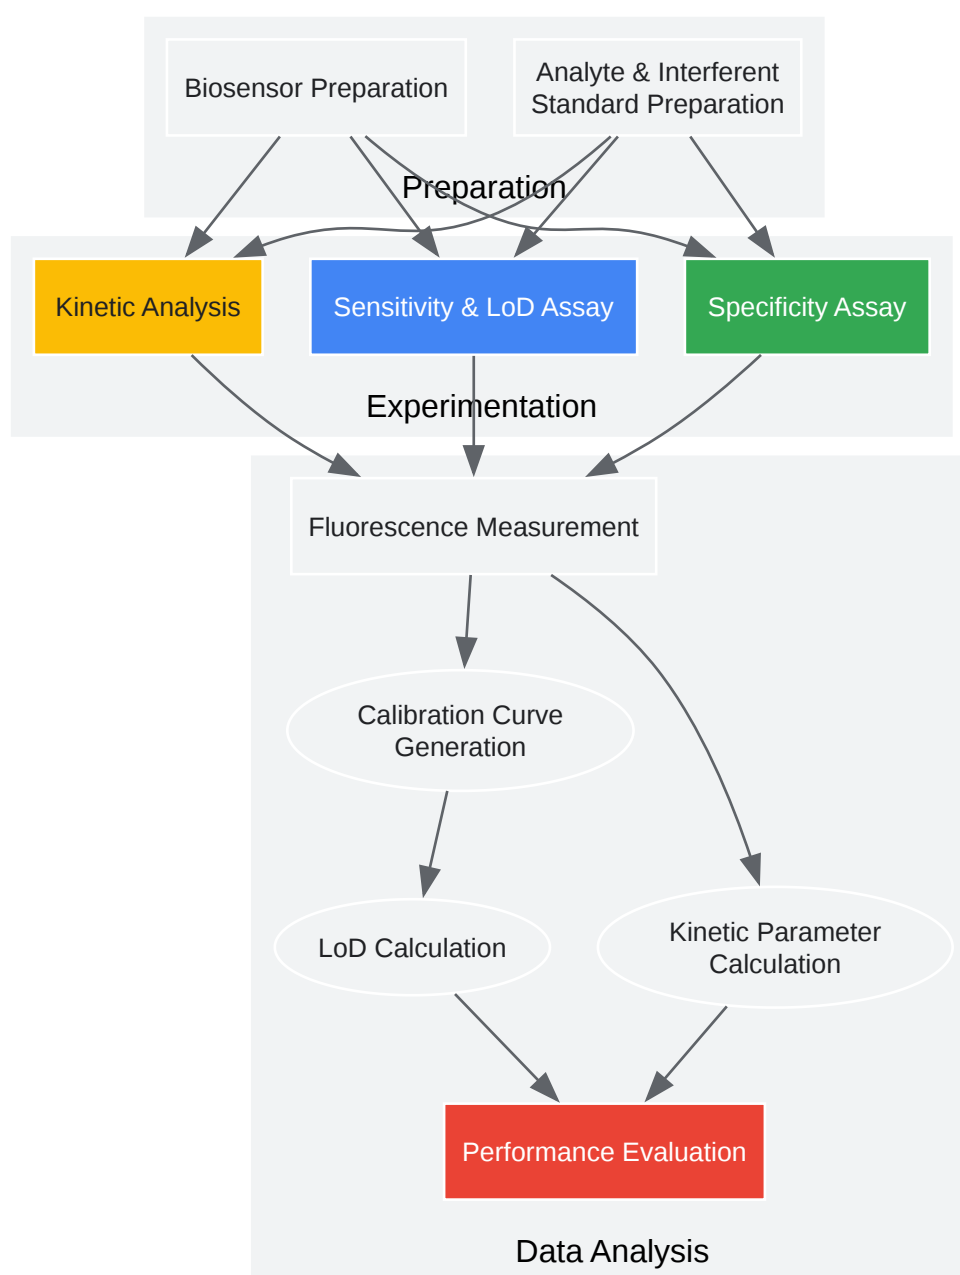 Biosensor Preparation
Analyte & Interferent
Standard Preparation
Preparation
Kinetic Analysis
Sensitivity & LoD Assay
Specificity Assay
Experimentation
Fluorescence Measurement
Calibration Curve
Generation
LoD Calculation
Kinetic Parameter
Calculation
Performance Evaluation
Data Analysis